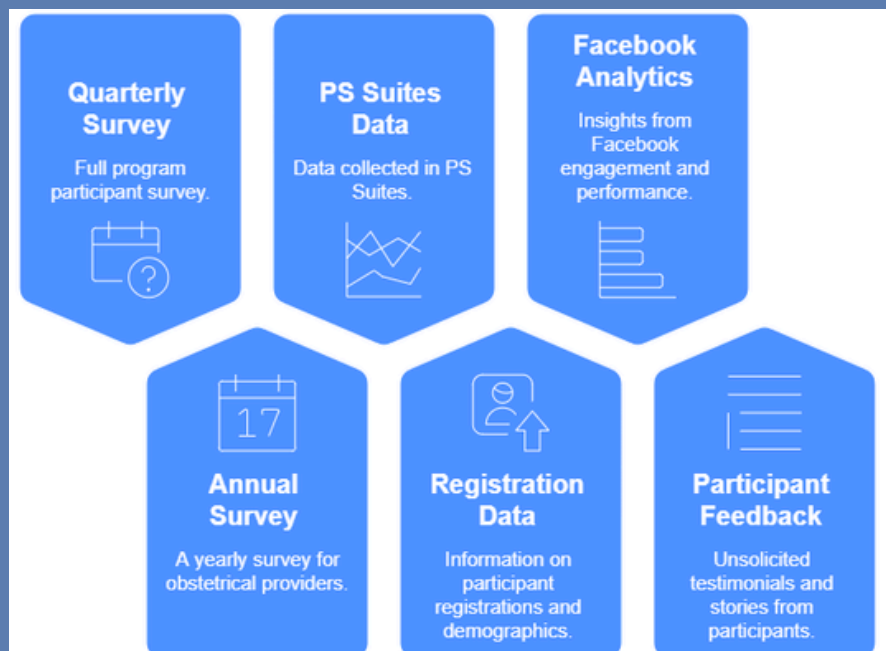 Quarterly
Survey
Full program
participant survey.
?
PS Suites
Data
Data collected in PS
Suites.
Facebook
Analytics
Insights from
Facebook
engagement and
performance.
17
Annual
Survey
A yearly survey for
obstetrical providers.
Registration
Data
Information on
participant
registrations and
demographics.
Participant
Feedback
Unsolicited
testimonials and
stories from
participants.